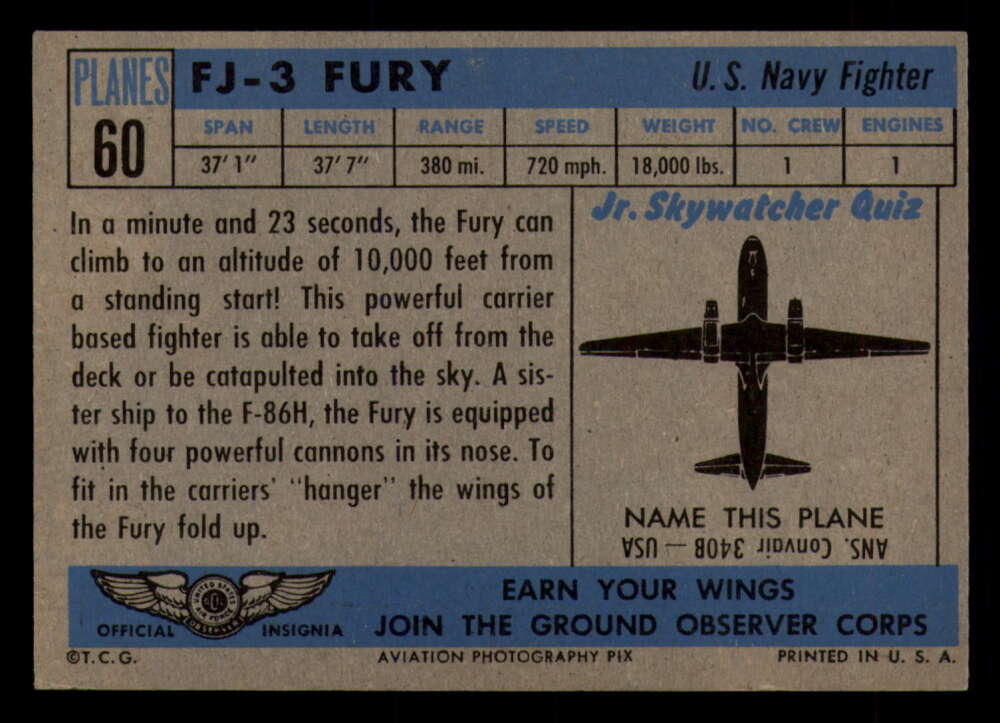 PLANES
60
FJ-3 FURY
U. S. Navy Fighter
SPAN LENGTH RANGE SPEED WEIGHT NO. CREW ENGINES
37' 1" 37' 7" 380 mi. 720 mph. 18,000 lbs. 1 1
In a minute and 23 seconds, the Fury can
climb to an altitude of 10,000 feet from
a standing start! This powerful carrier
based fighter is able to take off from the
deck or be catapulted into the sky. A sis-
ter ship to the F-86H, the Fury is equipped
with four powerful cannons in its nose. To
fit in the carriers' "hanger" the wings of
the Fury fold up.
Jr. Skywatcher Quiz
NAME THIS PLANE
ANS. Convair 340B — USA
UNITED STATES
AIR FORCE
OBSERVER
OFFICIAL INSIGNIA
EARN YOUR WINGS
JOIN THE GROUND OBSERVER CORPS
©T.C.G.
AVIATION PHOTOGRAPHY PIX
PRINTED IN U. S. A.